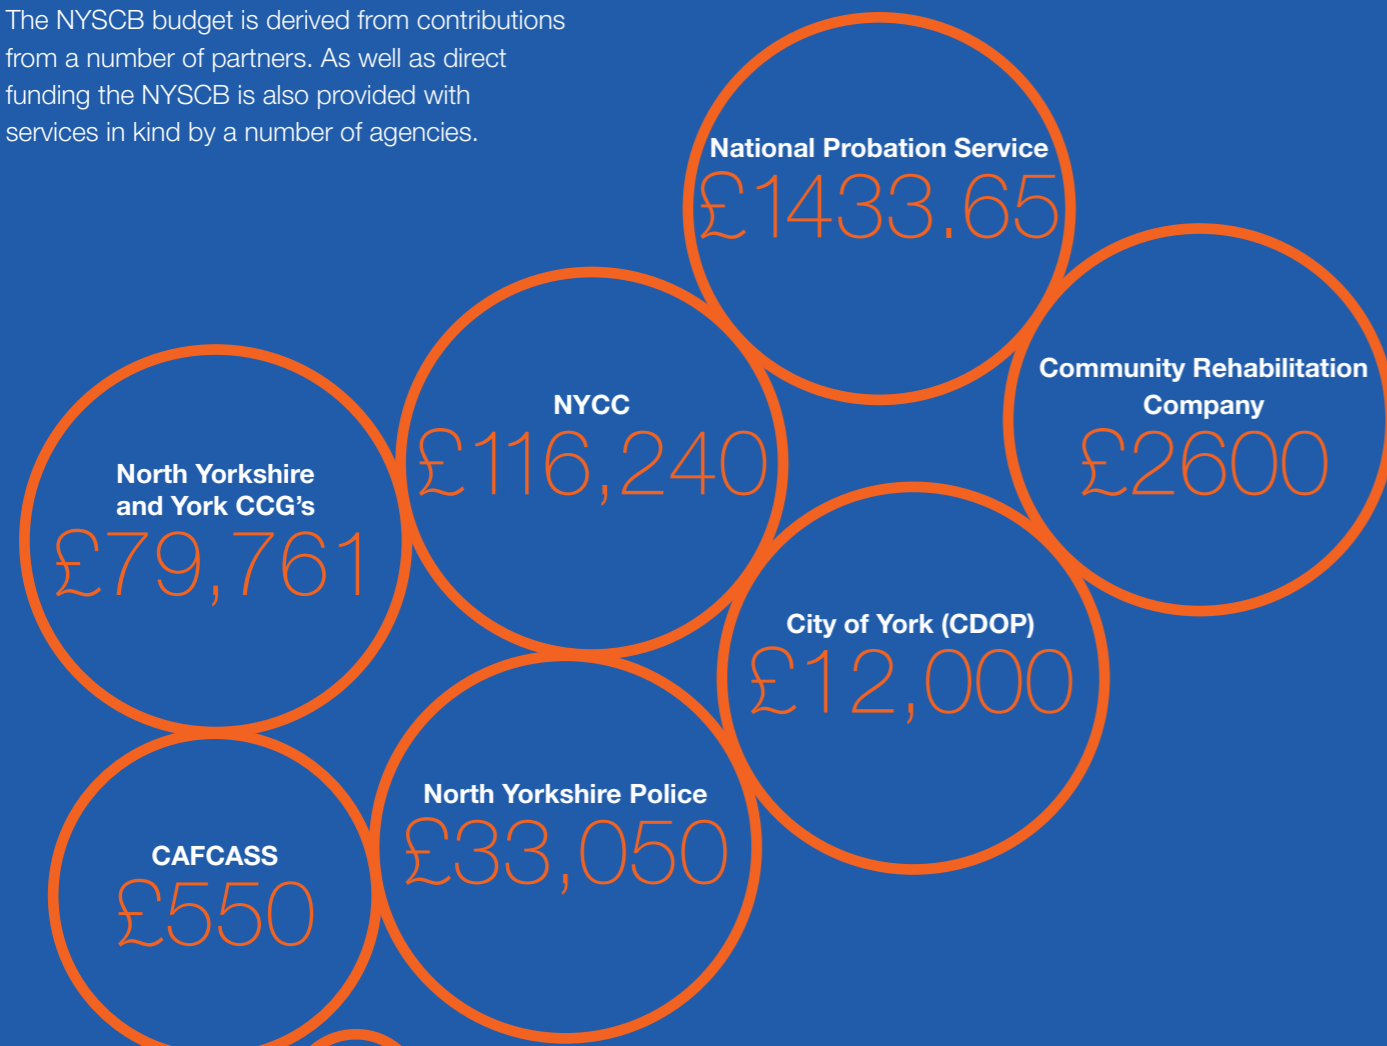 The NYSCB budget is derived from contributions
from a number of partners. As well as direct
funding the NYSCB is also provided with
services in kind by a number of agencies.
National Probation Service
£1433.65
Community Rehabilitation
Company
£2600
NYCC
£116,240
North Yorkshire
and York CCG’s
£79,761
City of York (CDOP)
£12,000
North Yorkshire Police
£33,050
CAFCASS
£550